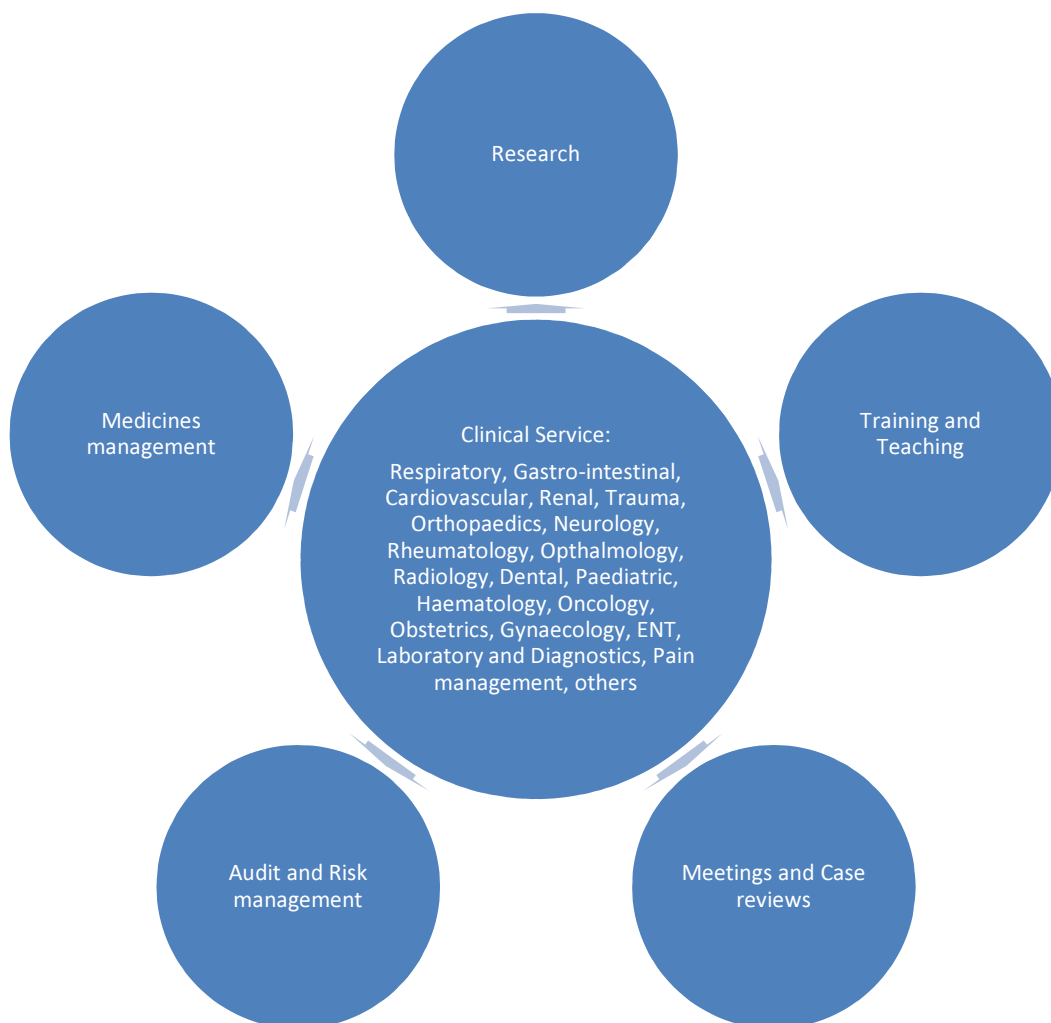 Research
Medicines
management
Training and
Teaching
Clinical Service:
Respiratory, Gastro-intestinal,
Cardiovascular, Renal, Trauma,
Orthopaedics, Neurology,
Rheumatology, Opthalmology,
Radiology, Dental, Paediatric,
Haematology, Oncology,
Obstetrics, Gynaecology, ENT,
Laboratory and Diagnostics, Pain
management, others
Audit and Risk
management
Meetings and Case
reviews